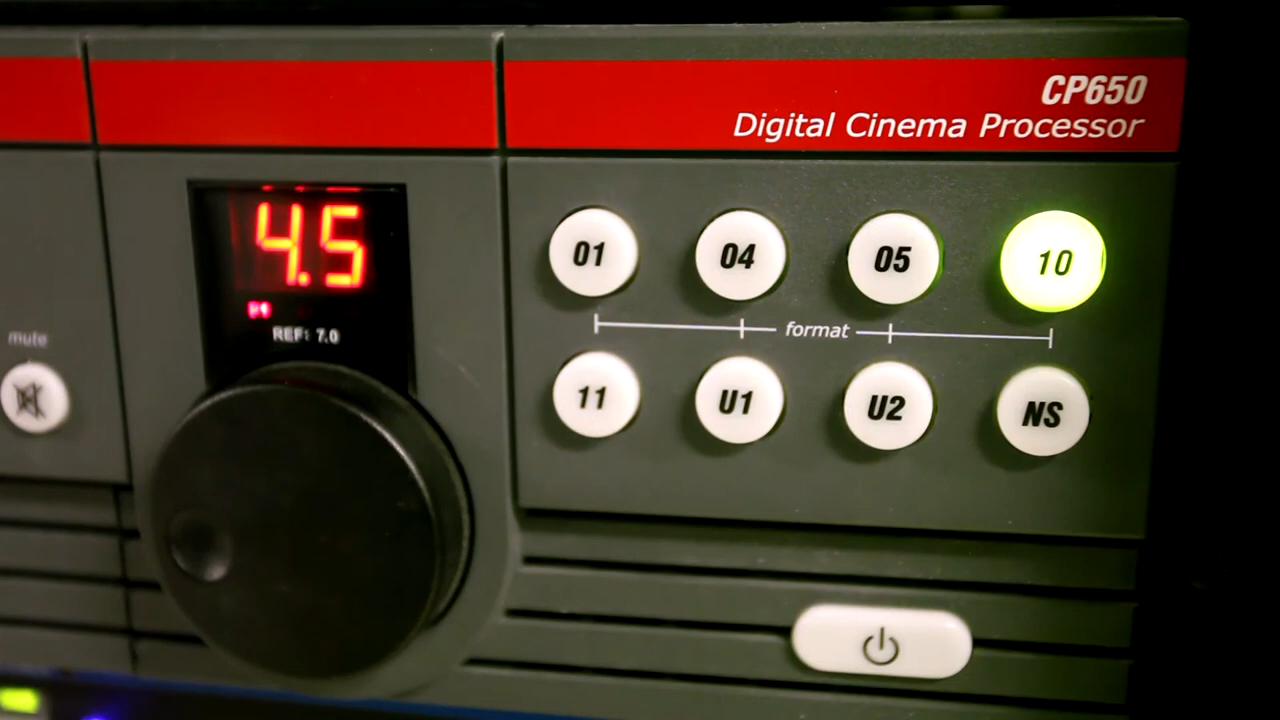 CP650
Digital Cinema Processor
4.5
REF: 7.0
mute
01 04 05 10
format
11 U1 U2 NS